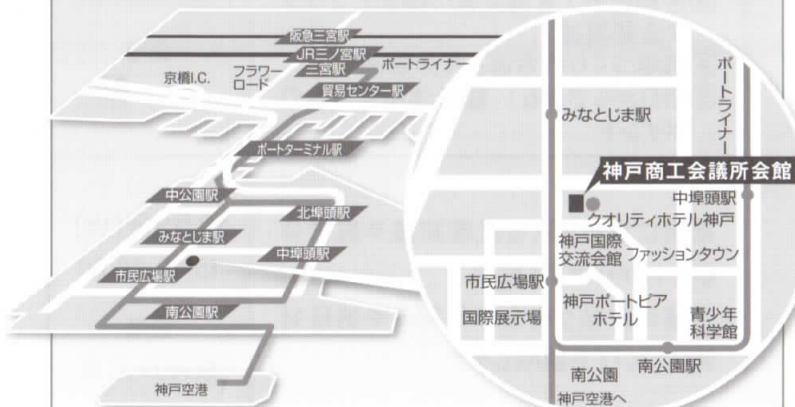 阪急三宮駅
JR三ノ宮駅
三宮駅
ポートライナー
京橋I.C.
フラワー
ロード
貿易センター駅
ポートターミナル駅
中公園駅
北埠頭駅
みなとじま駅
中埠頭駅
市民広場駅
南公園駅
神戸空港
ポートライナー
みなとじま駅
神戸商工会議所会館
中埠頭駅
クオリティホテル神戸
神戸国際
交流会館
ファッションタウン
市民広場駅
国際展示場
神戸ポートピア
ホテル
青少年
科学館
南公園
南公園駅
神戸空港へ